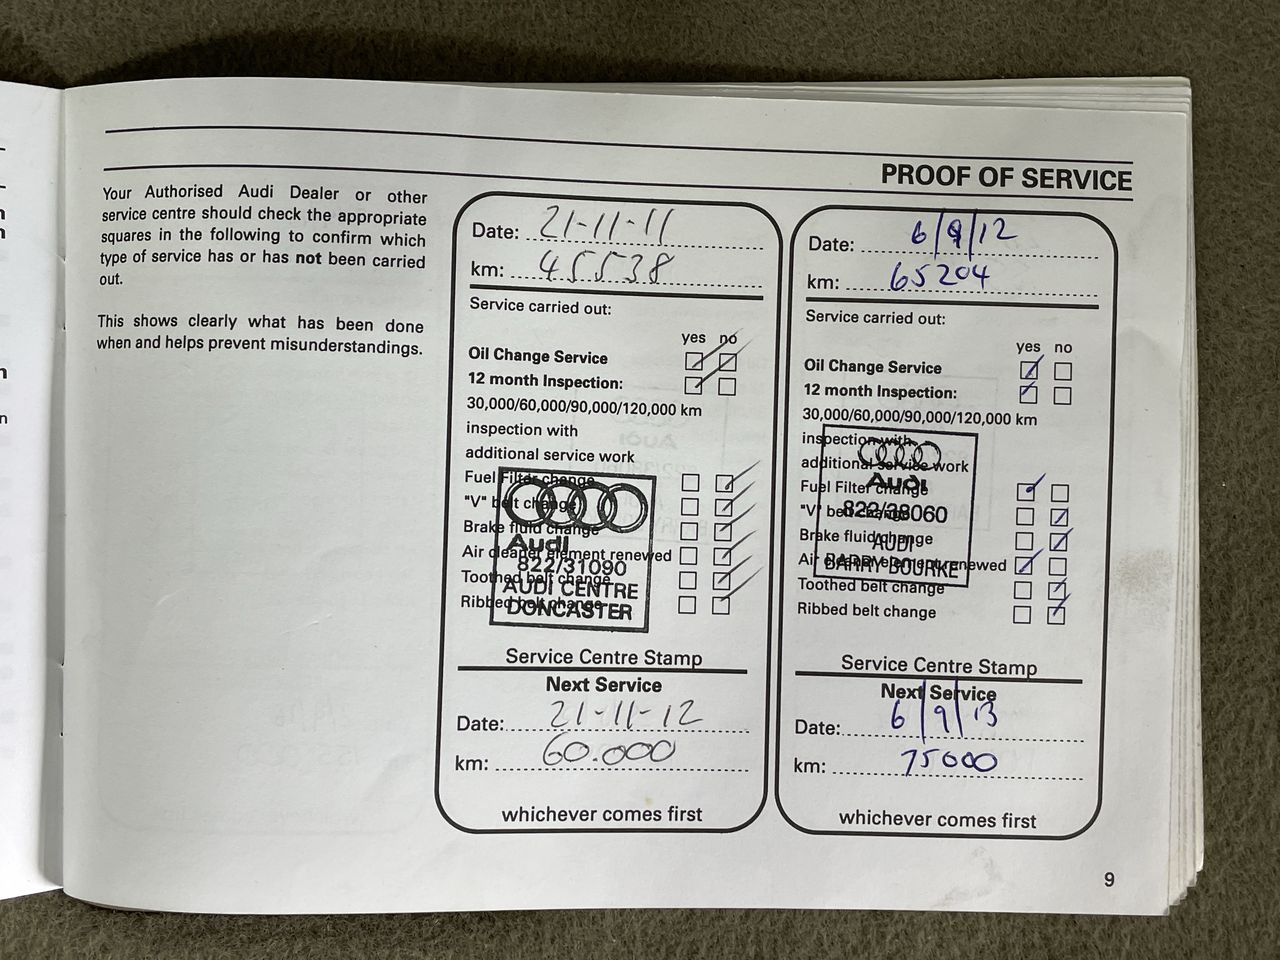 PROOF OF SERVICE
Your Authorised Audi Dealer or other
service centre should check the appropriate
squares in the following to confirm which
type of service has or has not been carried
out.
This shows clearly what has been done
when and helps prevent misunderstandings.
Date: 21-11-11
km: 45538
Service carried out:
yes no
Oil Change Service
12 month Inspection:
30,000/60,000/90,000/120,000 km
inspection with
additional service work
Fuel Filter change
"V" belt change
Brake fluid change
Air cleaner element renewed
Toothed belt change
Ribbed belt change
Audi
822/31090
AUDI CENTRE
DONCASTER
Service Centre Stamp
Next Service
Date: 21-11-12
km: 60.000
whichever comes first
Date: 6/9/12
km: 65204
Service carried out:
yes no
Oil Change Service
12 month Inspection:
30,000/60,000/90,000/120,000 km
inspection with
additional service work
Fuel Filter change
"V" belt change
Brake fluid change
Air cleaner element renewed
Toothed belt change
Ribbed belt change
Audi
822/38060
AUDI
BARRY BOURKE
Service Centre Stamp
Next Service
Date: 6/9/13
km: 75000
whichever comes first
9